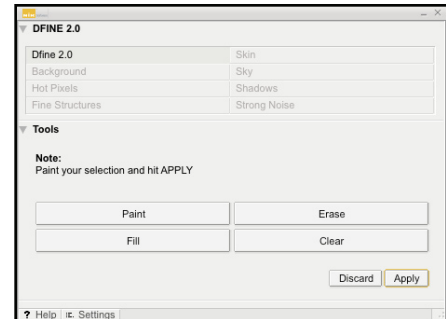 DFINE 2.0
Dfine 2.0 Skin
Background Sky
Hot Pixels Shadows
Fine Structures Strong Noise
Tools
Note:
Paint your selection and hit APPLY
Paint Erase
Fill Clear
Discard Apply
? Help Settings